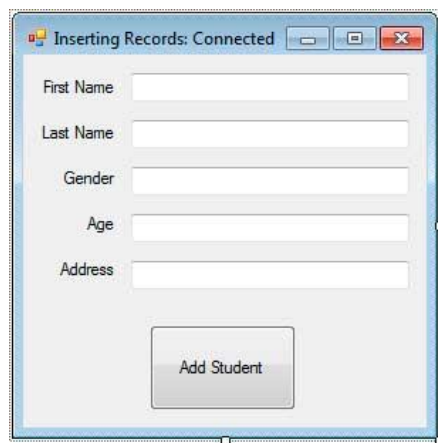 Inserting Records: Connected
First Name
Last Name
Gender
Age
Address
Add Student